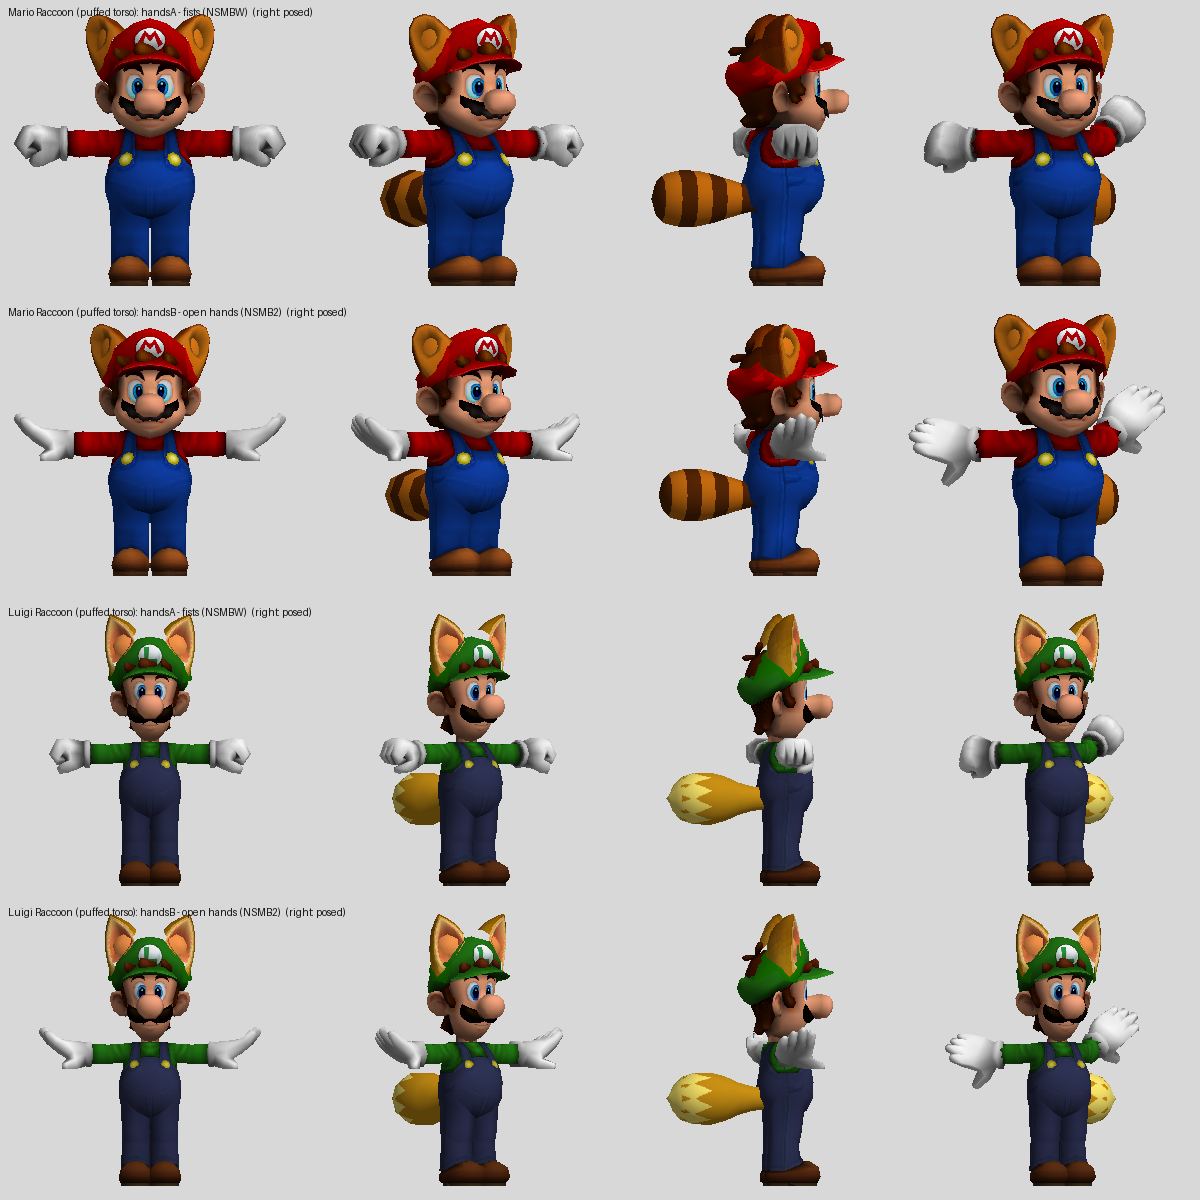 Mario Raccoon (puffed torso): handsA - fists (NSMBW) (right: posed)
M
M
M
Mario Raccoon (puffed torso): handsB - open hands (NSMB2) (right: posed)
M
M
M
Luigi Raccoon (puffed torso): handsA - fists (NSMBW) (right: posed)
L
L
L
Luigi Raccoon (puffed torso): handsB - open hands (NSMB2) (right: posed)
L
L
L